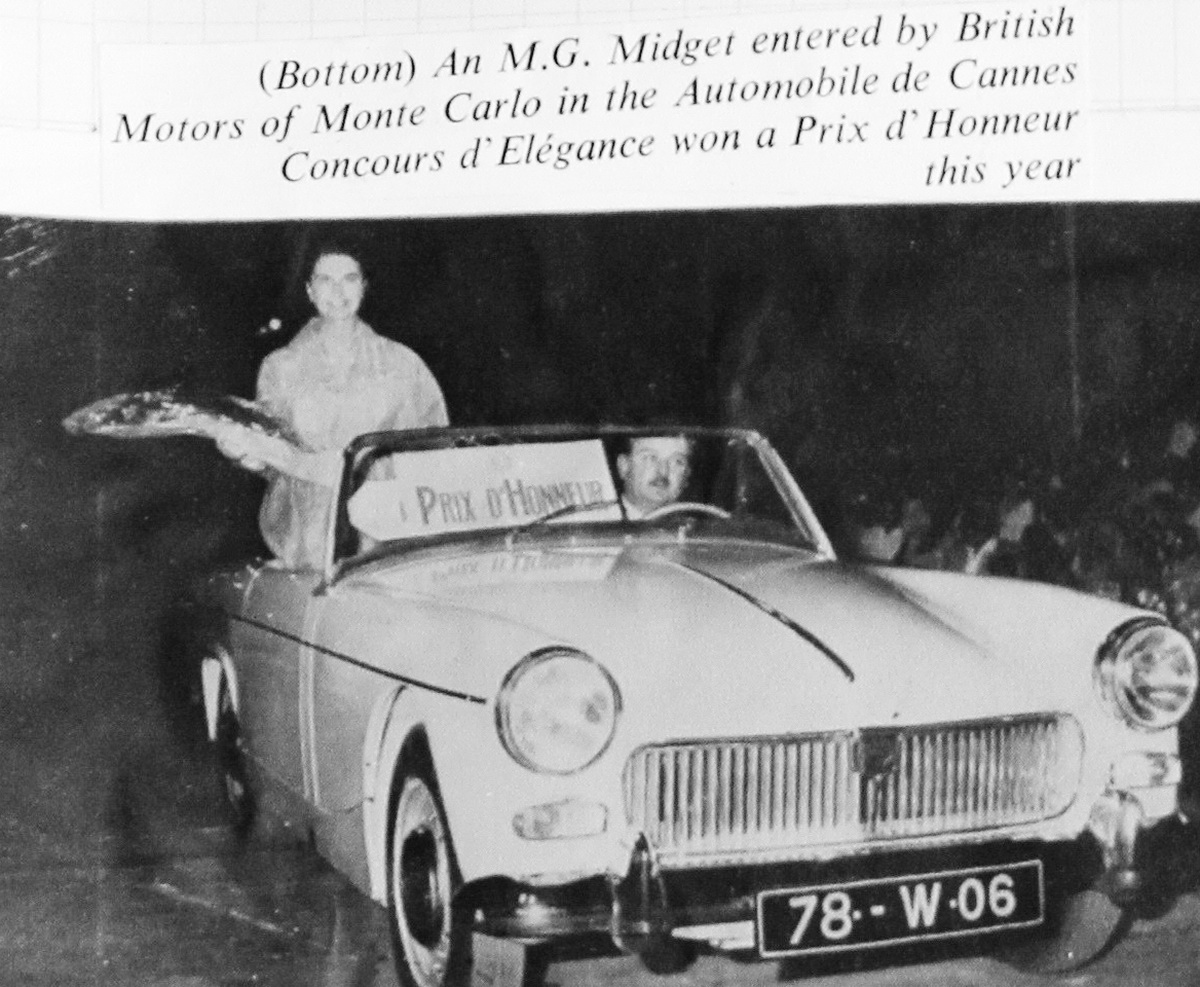 (Bottom) An M.G. Midget entered by British
Motors of Monte Carlo in the Automobile de Cannes
Concours d'Elégance won a Prix d'Honneur
this year
PRIX D'HONNEUR
78-- W·06